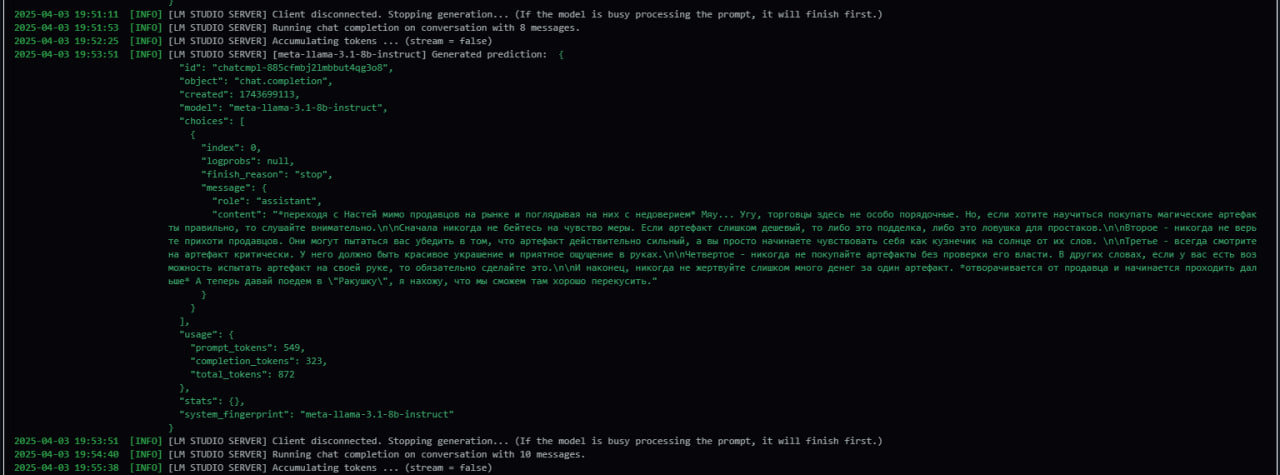 }
2025-04-03 19:51:11 [INFO] [LM STUDIO SERVER] Client disconnected. Stopping generation... (If the model is busy processing the prompt, it will finish first.)
2025-04-03 19:51:53 [INFO] [LM STUDIO SERVER] Running chat completion on conversation with 8 messages.
2025-04-03 19:52:25 [INFO] [LM STUDIO SERVER] Accumulating tokens ... (stream = false)
2025-04-03 19:53:51 [INFO] [LM STUDIO SERVER] [meta-llama-3.1-8b-instruct] Generated prediction: {
"id": "chatcmpl-885cfmbj2lmbbut4qg3o8",
"object": "chat.completion",
"created": 1743699113,
"model": "meta-llama-3.1-8b-instruct",
"choices": [
{
"index": 0,
"logprobs": null,
"finish_reason": "stop",
"message": {
"role": "assistant",
"content": "*переходя с Настей мимо продавцов на рынке и поглядывая на них с недоверием* Мяу... Угу, торговцы здесь не особо порядочные. Но, если хотите научиться покупать магические артефак
ты правильно, то слушайте внимательно.\n\nСначала никогда не бейтесь на чувство меры. Если артефакт слишком дешевый, то либо это подделка, либо это ловушка для простаков.\n\nВторое - никогда не верь
те прихоти продавцов. Они могут пытаться вас убедить в том, что артефакт действительно сильный, а вы просто начинаете чувствовать себя как кузнечик на солнце от их слов. \n\nТретье - всегда смотрите
на артефакт критически. У него должно быть красивое украшение и приятное ощущение в руках.\n\nЧетвертое - никогда не покупайте артефакты без проверки его власти. В других словах, если у вас есть воз
можность испытать артефакт на своей руке, то обязательно сделайте это.\n\nИ наконец, никогда не жертвуйте слишком много денег за один артефакт. *отворачивается от продавца и начинается проходить дал
ьше* А теперь давай поедем в \"Ракушку\", я нахожу, что мы сможем там хорошо перекусить."
}
}
],
"usage": {
"prompt_tokens": 549,
"completion_tokens": 323,
"total_tokens": 872
},
"stats": {},
"system_fingerprint": "meta-llama-3.1-8b-instruct"
}
2025-04-03 19:53:51 [INFO] [LM STUDIO SERVER] Client disconnected. Stopping generation... (If the model is busy processing the prompt, it will finish first.)
2025-04-03 19:54:40 [INFO] [LM STUDIO SERVER] Running chat completion on conversation with 10 messages.
2025-04-03 19:55:38 [INFO] [LM STUDIO SERVER] Accumulating tokens ... (stream = false)